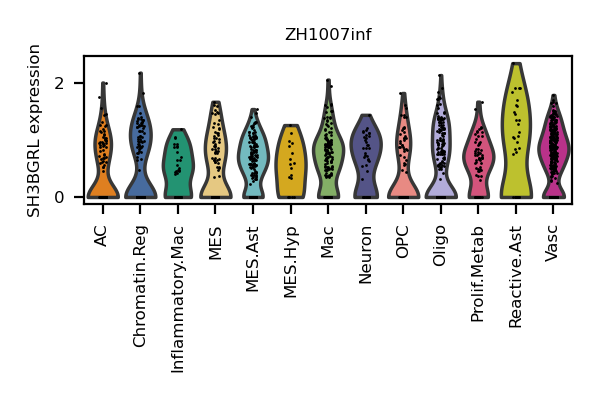 ZH1007inf
SH3BGRL expression
2
0
AC
Chromatin.Reg
Inflammatory.Mac
MES
MES.Ast
MES.Hyp
Mac
Neuron
OPC
Oligo
Prolif.Metab
Reactive.Ast
Vasc